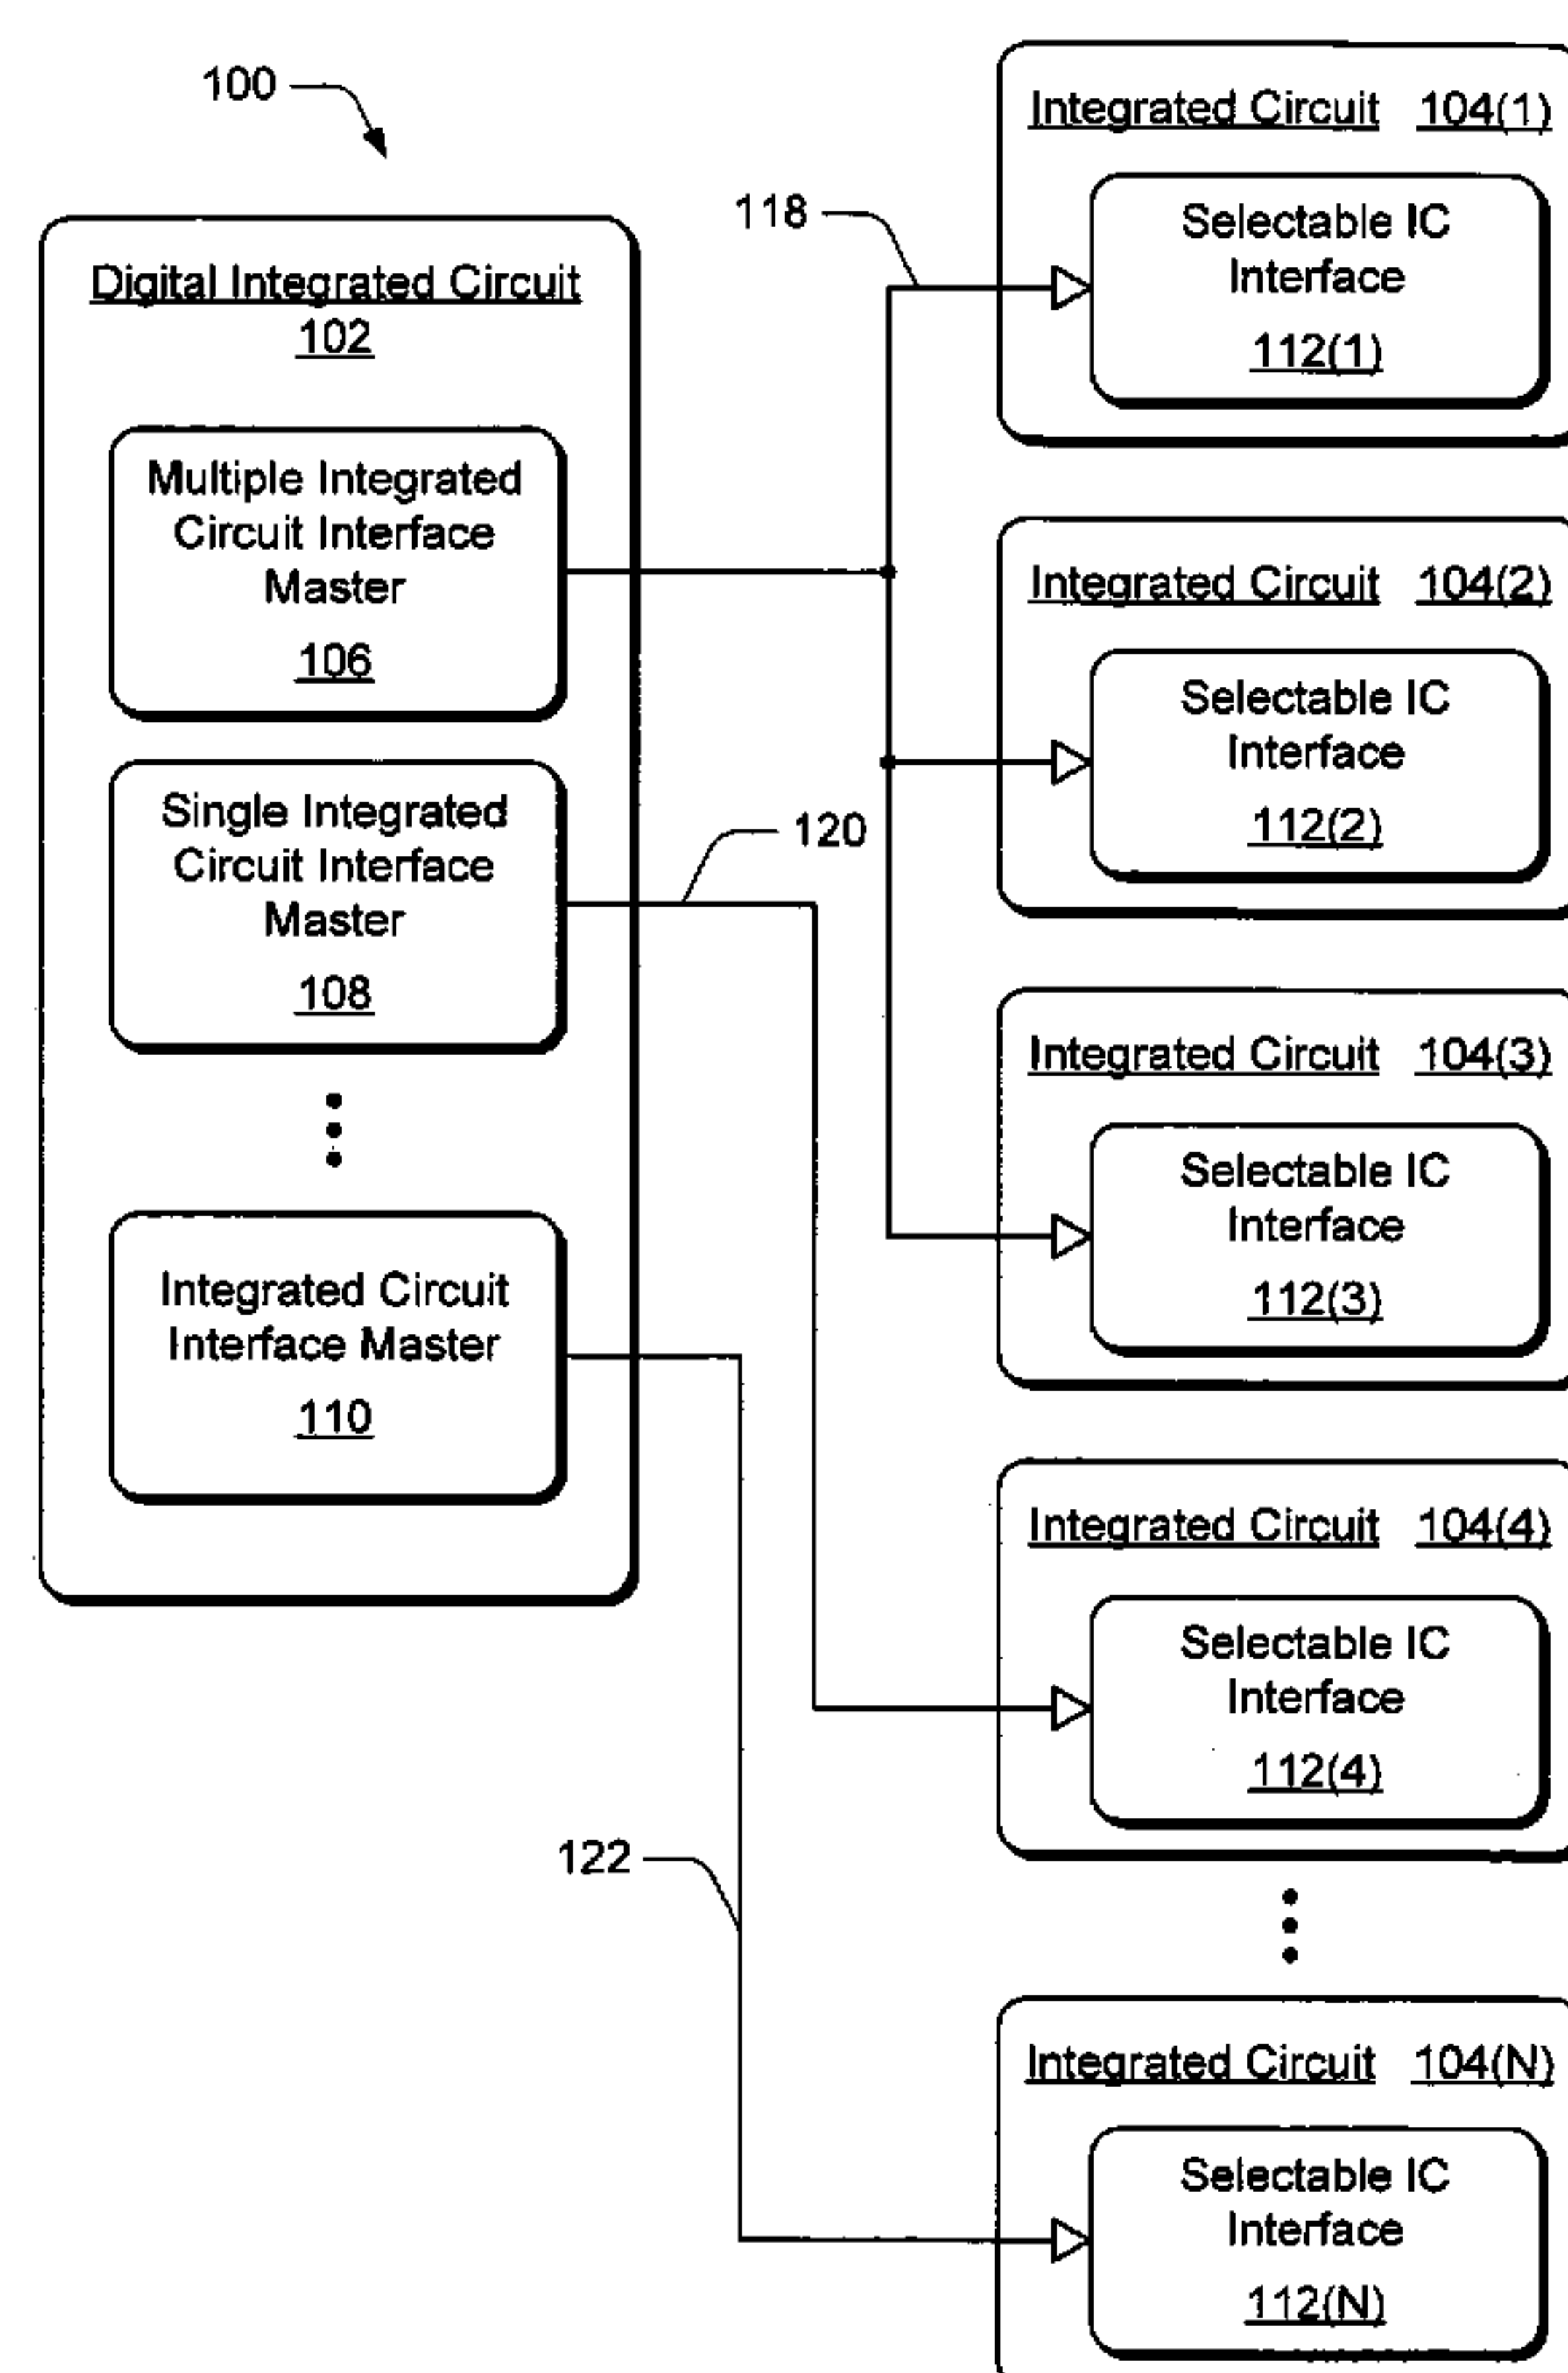 100
Digital Integrated Circuit
102
Multiple Integrated
Circuit Interface
Master
106
Single Integrated
Circuit Interface
Master
108
Integrated Circuit
Interface Master
110
118
120
122
Integrated Circuit 104(1)
Selectable IC
Interface
112(1)
Integrated Circuit 104(2)
Selectable IC
Interface
112(2)
Integrated Circuit 104(3)
Selectable IC
Interface
112(3)
Integrated Circuit 104(4)
Selectable IC
Interface
112(4)
Integrated Circuit 104(N)
Selectable IC
Interface
112(N)